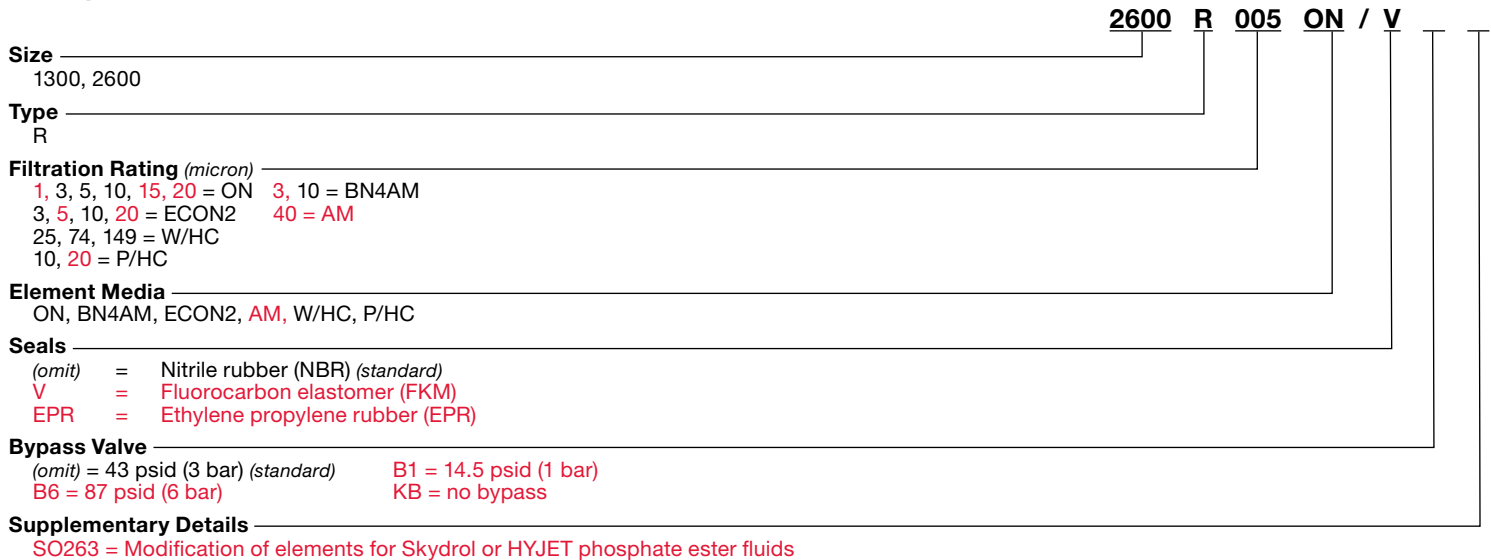 2600 R 005 ON / V
Size
1300, 2600
Type
R
Filtration Rating (micron)
1, 3, 5, 10, 15, 20 = ON 3, 10 = BN4AM
3, 5, 10, 20 = ECON2 40 = AM
25, 74, 149 = W/HC
10, 20 = P/HC
Element Media
ON, BN4AM, ECON2, AM, W/HC, P/HC
Seals
(omit) = Nitrile rubber (NBR) (standard)
V = Fluorocarbon elastomer (FKM)
EPR = Ethylene propylene rubber (EPR)
Bypass Valve
(omit) = 43 psid (3 bar) (standard) B1 = 14.5 psid (1 bar)
B6 = 87 psid (6 bar) KB = no bypass
Supplementary Details
SO263 = Modification of elements for Skydrol or HYJET phosphate ester fluids